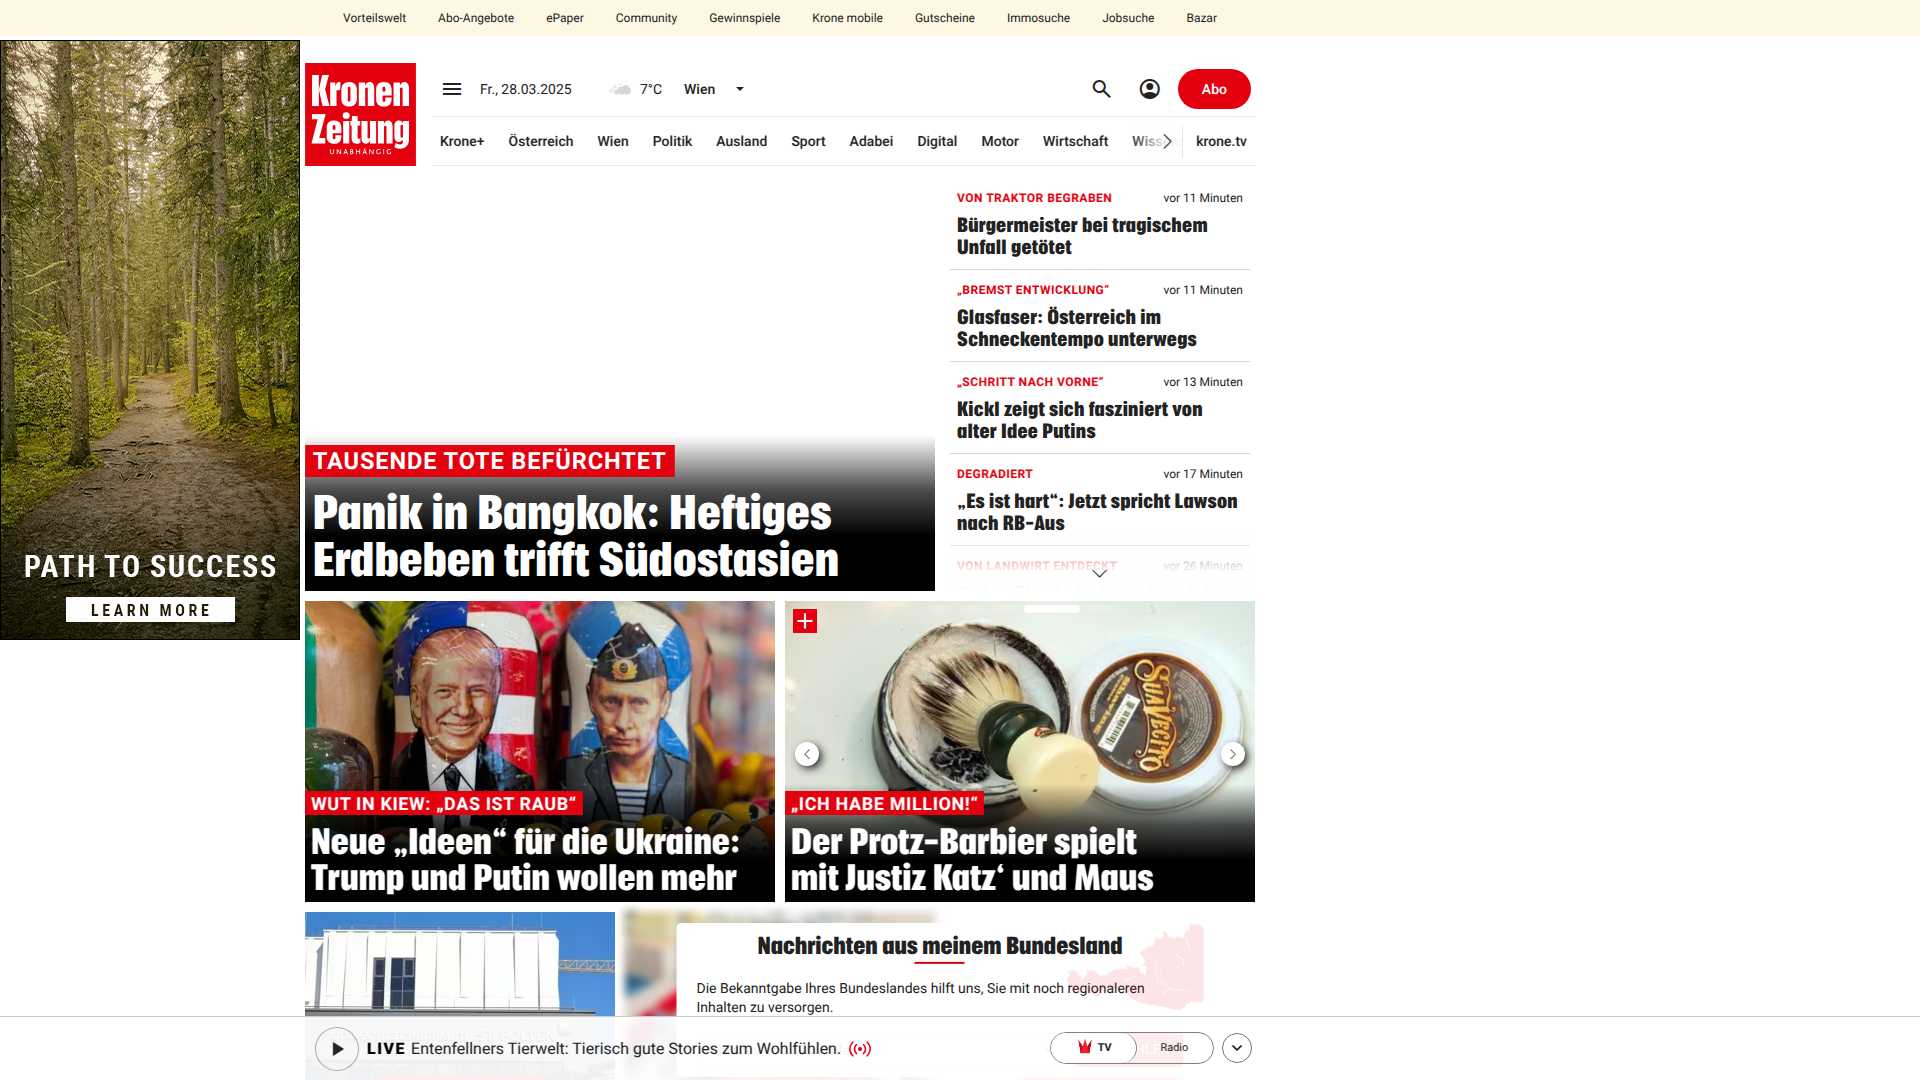 Vorteilswelt Abo-Angebote ePaper Community Gewinnspiele Krone mobile Gutscheine Immosuche Jobsuche Bazar
Kronen
Zeitung
UNABHÄNGIG
Fr., 28.03.2025 7°C Wien
Abo
Krone+ Österreich Wien Politik Ausland Sport Adabei Digital Motor Wirtschaft Wiss krone.tv
PATH TO SUCCESS
LEARN MORE
TAUSENDE TOTE BEFÜRCHTET
Panik in Bangkok: Heftiges
Erdbeben trifft Südostasien
VON TRAKTOR BEGRABEN vor 11 Minuten
Bürgermeister bei tragischem
Unfall getötet
„BREMST ENTWICKLUNG“ vor 11 Minuten
Glasfaser: Österreich im
Schneckentempo unterwegs
„SCHRITT NACH VORNE“ vor 13 Minuten
Kickl zeigt sich fasziniert von
alter Idee Putins
DEGRADIERT vor 17 Minuten
„Es ist hart“: Jetzt spricht Lawson
nach RB-Aus
VON LANDWIRT ENTDECKT vor 26 Minuten
WUT IN KIEW: „DAS IST RAUB“
Neue „Ideen“ für die Ukraine:
Trump und Putin wollen mehr
SUAVECITO
„ICH HABE MILLION!“
Der Protz-Barbier spielt
mit Justiz Katz‘ und Maus
Nachrichten aus meinem Bundesland
Die Bekanntgabe Ihres Bundeslandes hilft uns, Sie mit noch regionaleren
Inhalten zu versorgen.
LIVE Entenfellners Tierwelt: Tierisch gute Stories zum Wohlfühlen.
TV Radio